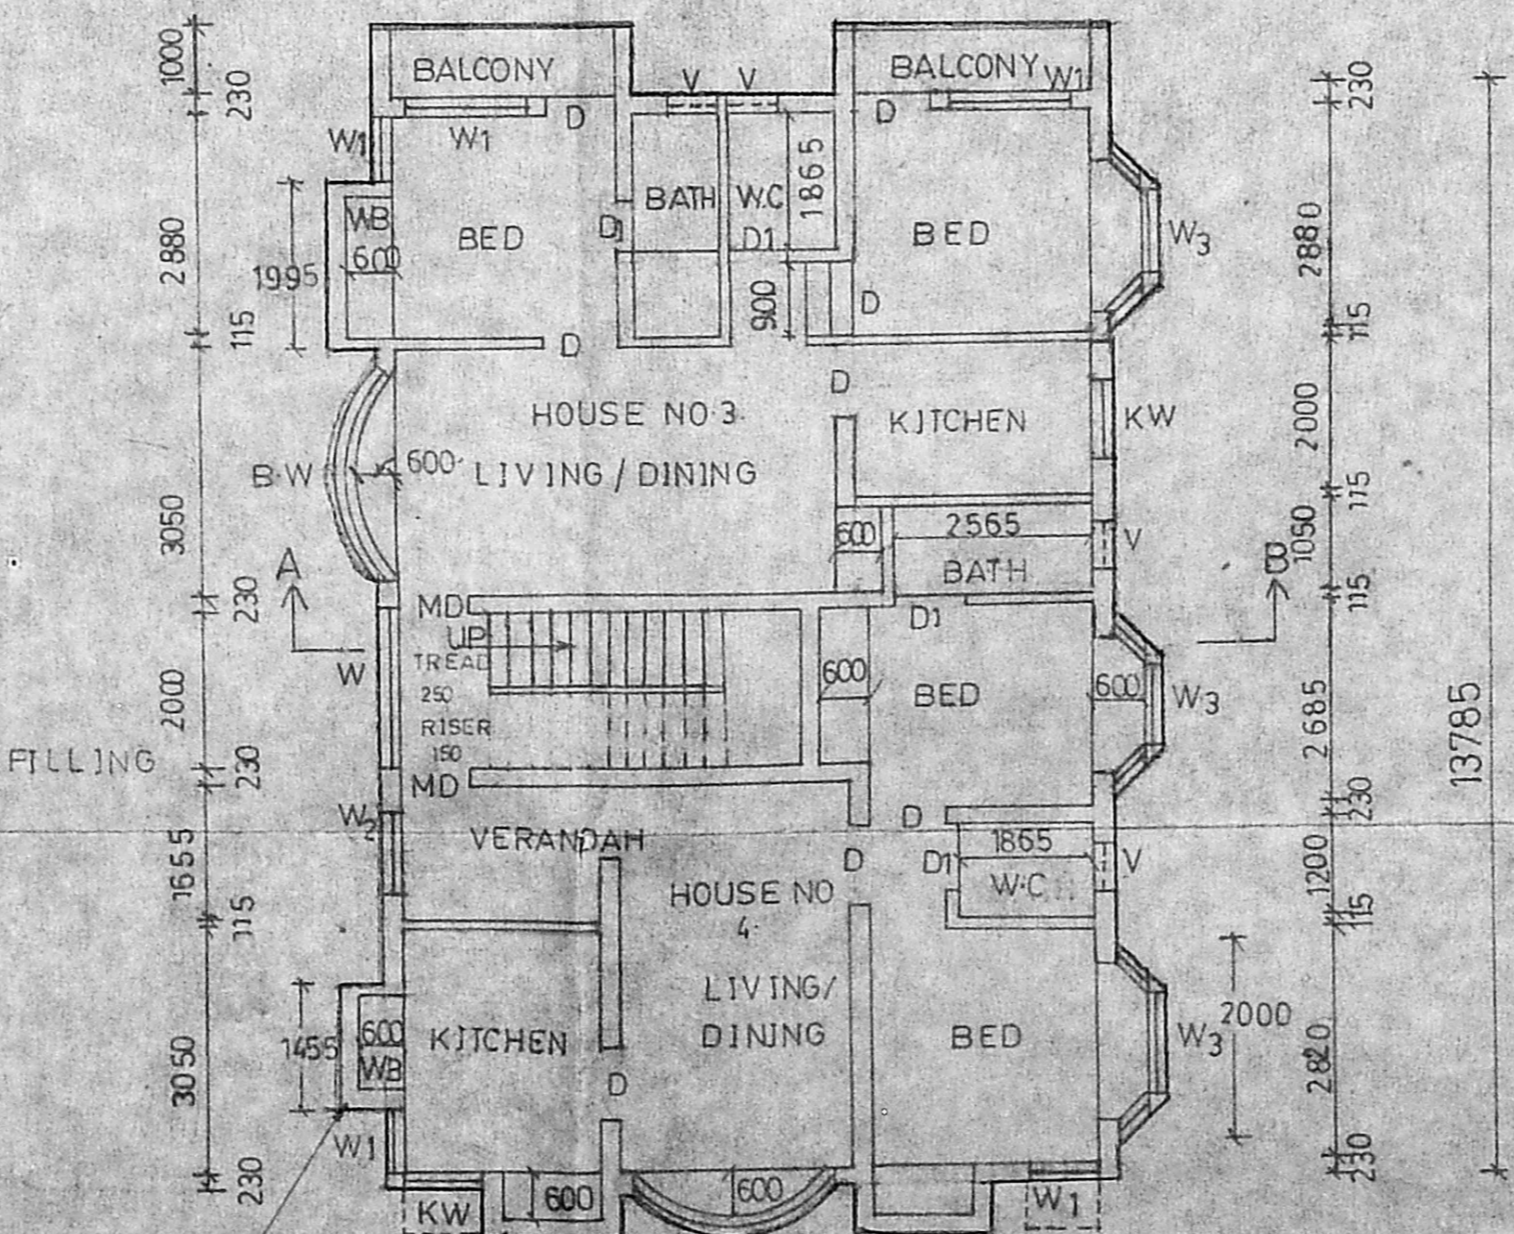 1000
BALCONY
V V
BALCONY
W1
230
230
D
D
W1
W1
1865
BATH
W.C
WB
BED
D1
D1
BED
W3
600
2880
1995
2880
900
D
115
115
D
D
HOUSE NO.3.
KITCHEN
KW
2000
B.W
600
LIVING / DINING
115
3050
600
2565
V
1050
A
BATH
B
230
MD
D1
115
UP
TREAD
W
250
600
BED
600
W3
2000
RISER
2685
13785
150
FILLING
230
MD
230
W2
D
VERANDAH
1865
1655
D
D1
V
1200
HOUSE NO
W.C
4.
115
115
LIVING/
2000
600
KITCHEN
DINING
BED
W3
1455
WB
2820
3050
D
W1
230
230
600
600
KW
W1